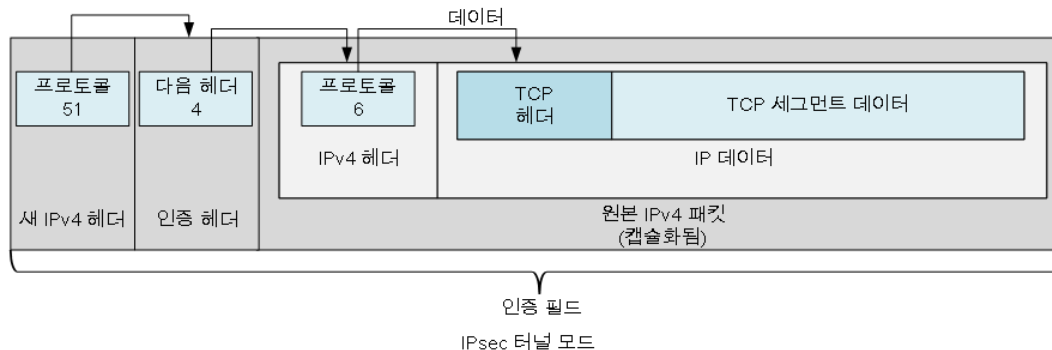 데이터
프로토콜
51
다음 헤더
4
프로토콜
6
TCP
헤더
TCP 세그먼트 데이터
IPv4 헤더
IP 데이터
새 IPv4 헤더
인증 헤더
원본 IPv4 패킷
(캡슐화됨)
인증 필드
IPsec 터널 모드